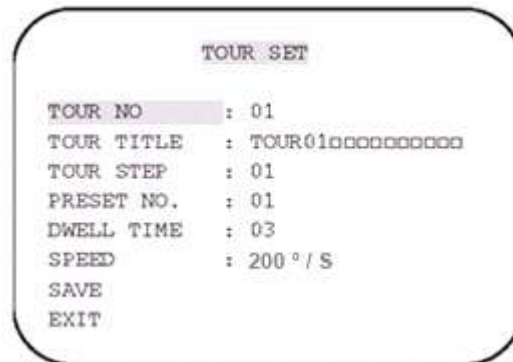 TOUR SET
TOUR NO : 01
TOUR TITLE : TOUR01□□□□□□□□□□
TOUR STEP : 01
PRESET NO. : 01
DWELL TIME : 03
SPEED : 200 º / S
SAVE
EXIT